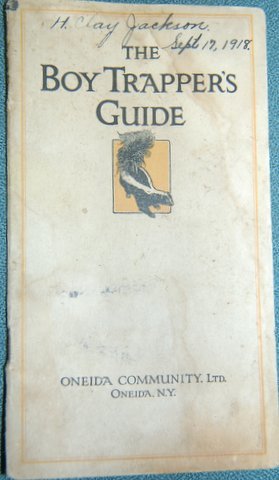 H. Clay Jackson.
Sept 17, 1918.
THE
BOY TRAPPER'S
GUIDE
ONEIDA COMMUNITY, LTD.
ONEIDA, N.Y.